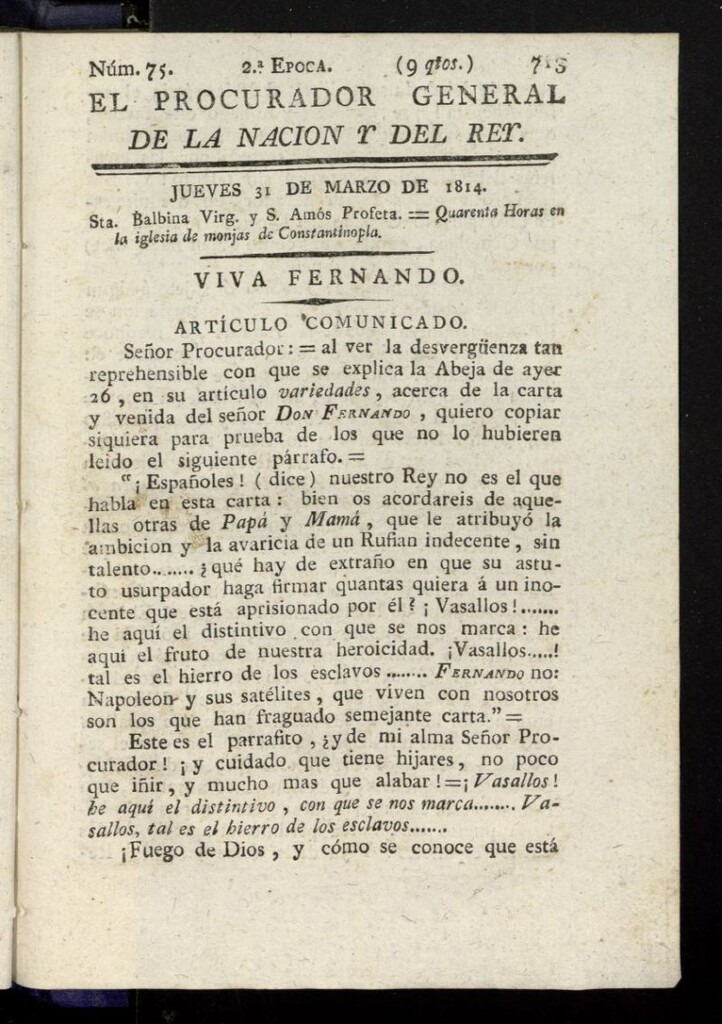 Núm. 75. 2.ª EPOCA. (9 qtos.)
EL PROCURADOR GENERAL
DE LA NACION Y DEL REY.
JUEVES 31 DE MARZO DE 1814.
Sta. Balbina Virg. y S. Amós Profeta. == Quarenta Horas en
la iglesia de monjas de Constantinopla.
VIVA FERNANDO.
ARTÍCULO COMUNICADO.
Señor Procurador: = al ver la desvergüenza tan
reprehensible con que se explica la Abeja de ayer
26, en su artículo variedades, acerca de la carta
y venida del señor DON FERNANDO, quiero copiar
siquiera para prueba de los que no lo hubieren
leido el siguiente párrafo. =
"¡Españoles! (dice) nuestro Rey no es el que
habla en esta carta: bien os acordareis de aque-
llas otras de Papá y Mamá, que le atribuyó la
ambicion y la avaricia de un Rufian indecente, sin
talento........ ¿qué hay de extraño en que su astu-
to usurpador haga firmar quantas quiera á un ino-
cente que está aprisionado por él? ¡Vasallos!.......
he aquí el distintivo con que se nos marca: he
aquí el fruto de nuestra heroicidad. ¡Vasallos.....!
tal es el hierro de los esclavos ........ FERNANDO no:
Napoleon y sus satélites, que viven con nosotros
son los que han fraguado semejante carta." =
Este es el parrafito, ¿y de mi alma Señor Pro-
curador! ¡y cuidado que tiene hijares, no poco
que iñir, y mucho mas que alabar! = ¡Vasallos!
he aquí el distintivo, con que se nos marca........ Va-
sallos, tal es el hierro de los esclavos.......
¡Fuego de Dios, y cómo se conoce que está